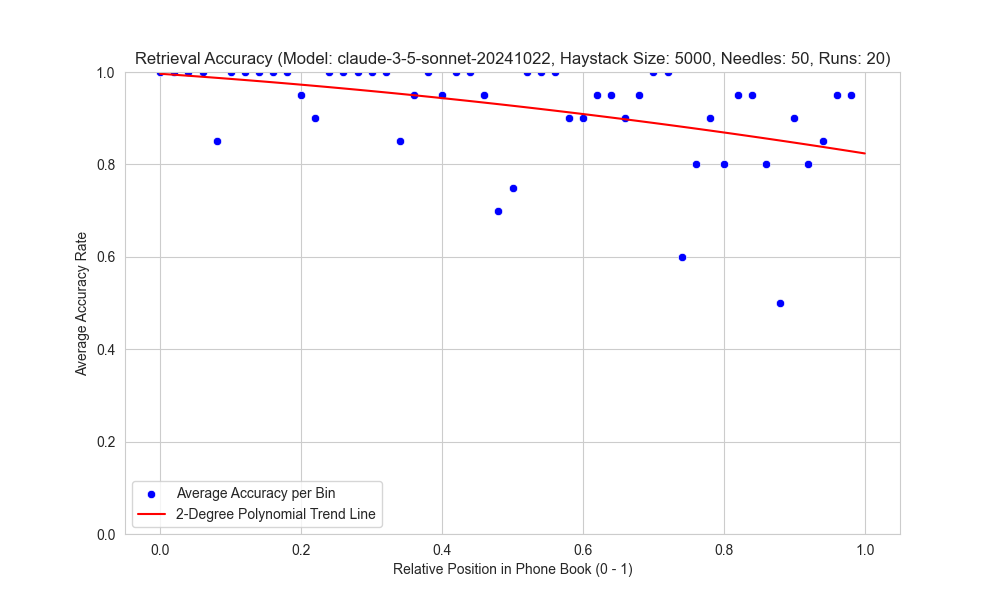 Retrieval Accuracy (Model: claude-3-5-sonnet-20241022, Haystack Size: 5000, Needles: 50, Runs: 20)
Average Accuracy Rate
1.0
0.8
0.6
0.4
0.2
0.0
Average Accuracy per Bin
2-Degree Polynomial Trend Line
0.0 0.2 0.4 0.6 0.8 1.0
Relative Position in Phone Book (0 - 1)